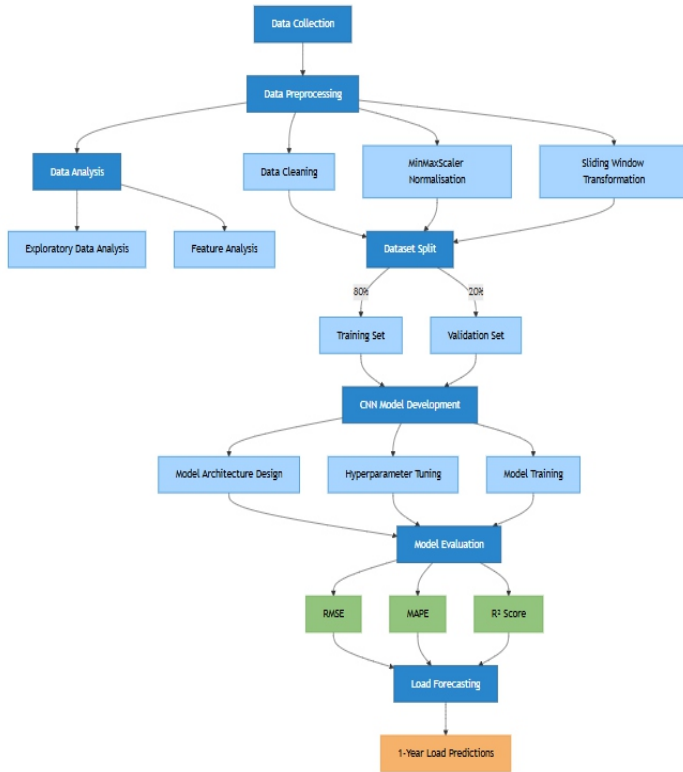 Data Collection
Data Preprocessing
Data Analysis
Data Cleaning
MinMaxScaler
Normalisation
Sliding Window
Transformation
Exploratory Data Analysis
Feature Analysis
Dataset Split
80%
20%
Training Set
Validation Set
CNN Model Development
Model Architecture Design
Hyperparameter Tuning
Model Training
Model Evaluation
RMSE
MAPE
R² Score
Load Forecasting
1-Year Load Predictions